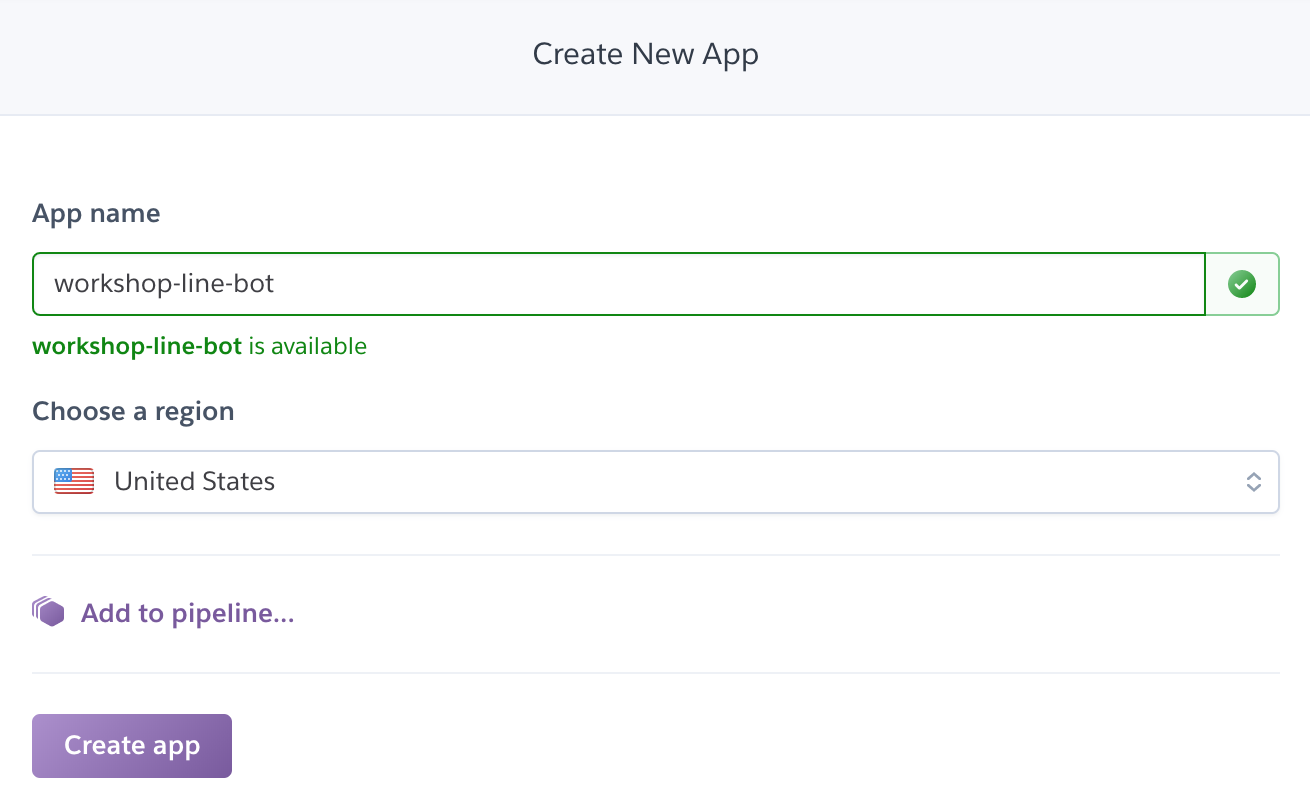 Create New App
App name
workshop-line-bot
workshop-line-bot is available
Choose a region
United States
Add to pipeline...
Create app